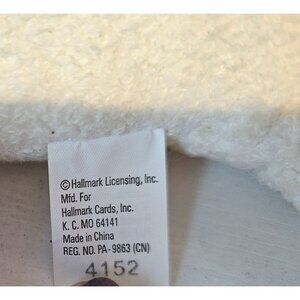 © Hallmark Licensing, Inc.
Mfd. For
Hallmark Cards, Inc.
K. C. MO 64141
Made in China
REG. NO. PA-9863 (CN)
4152